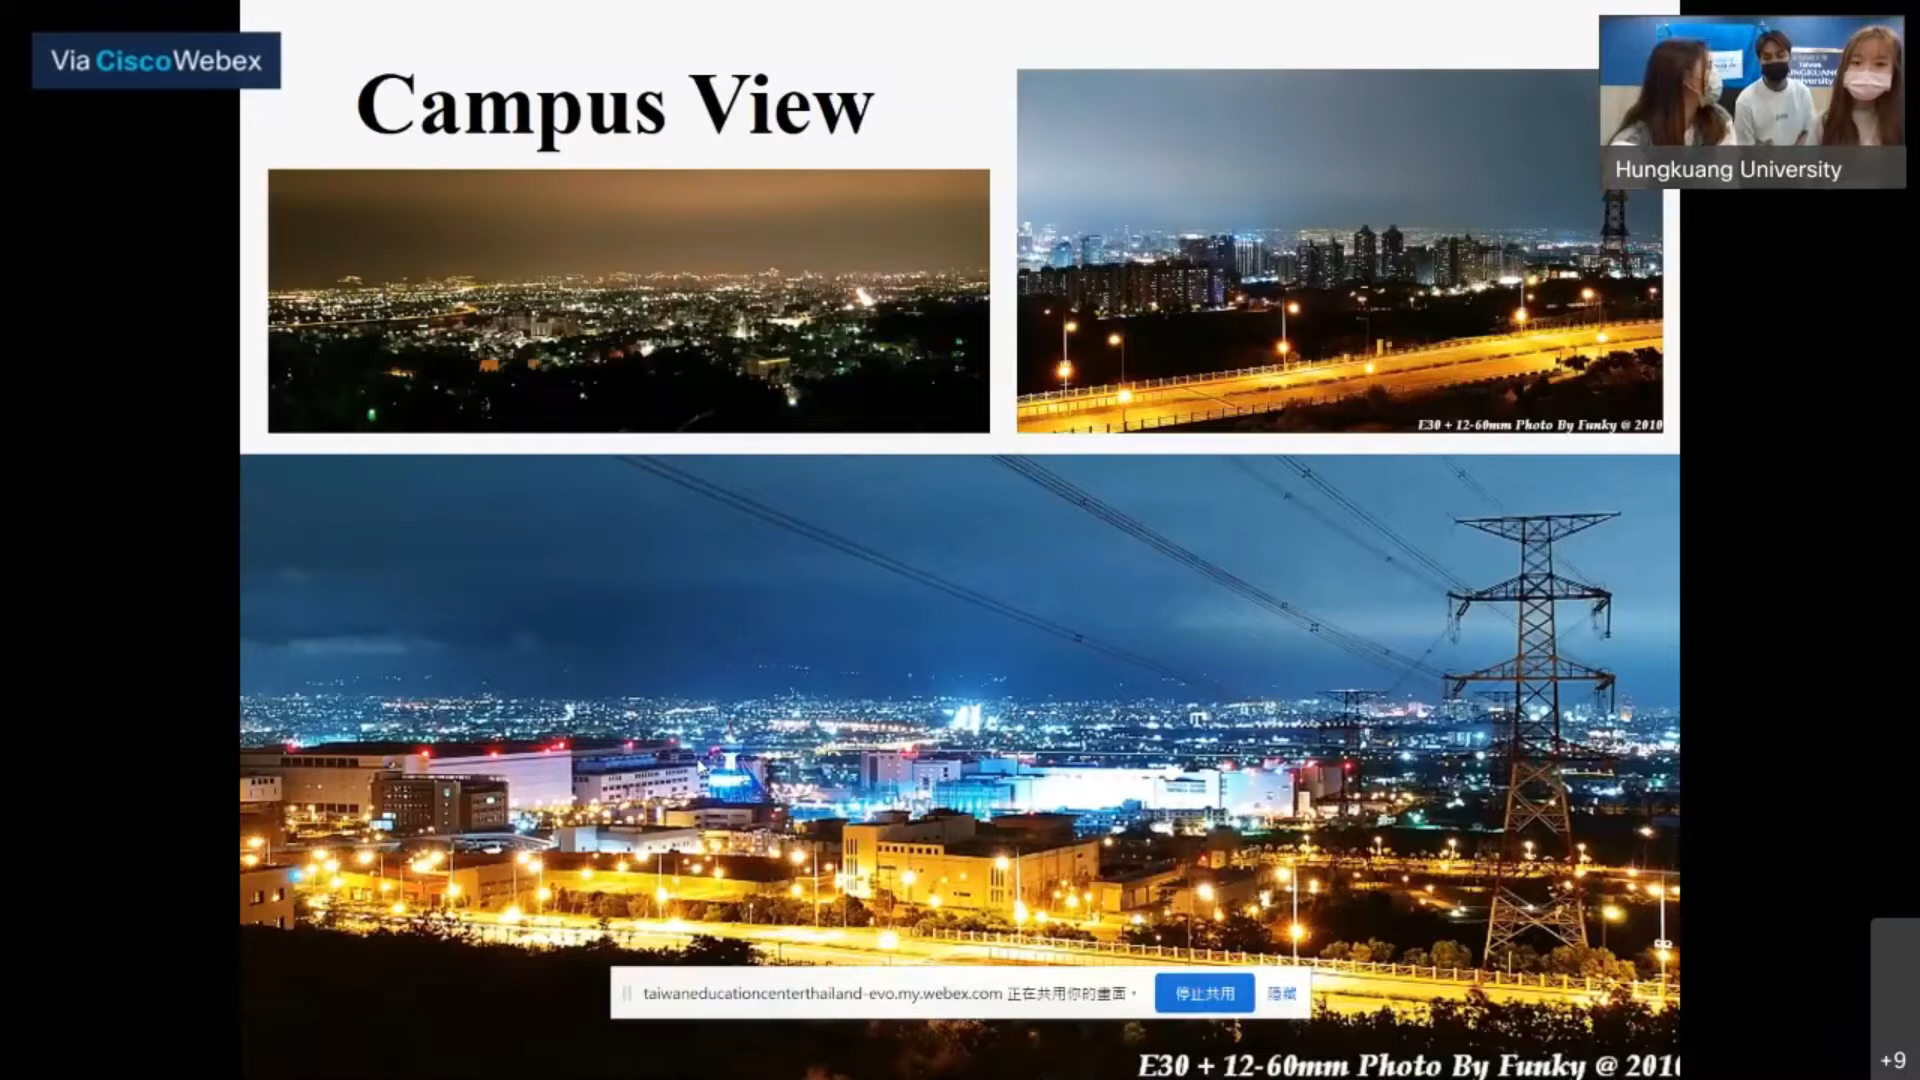 Via CiscoWebex
Campus View
Hungkuang University
E30 + 12-60mm Photo By Funky @ 2010
taiwaneducationcenterthailand-evo.my.webex.com 正在共用你的畫面。
停止共用
隱藏
E30 + 12-60mm Photo By Funky @ 201
+9